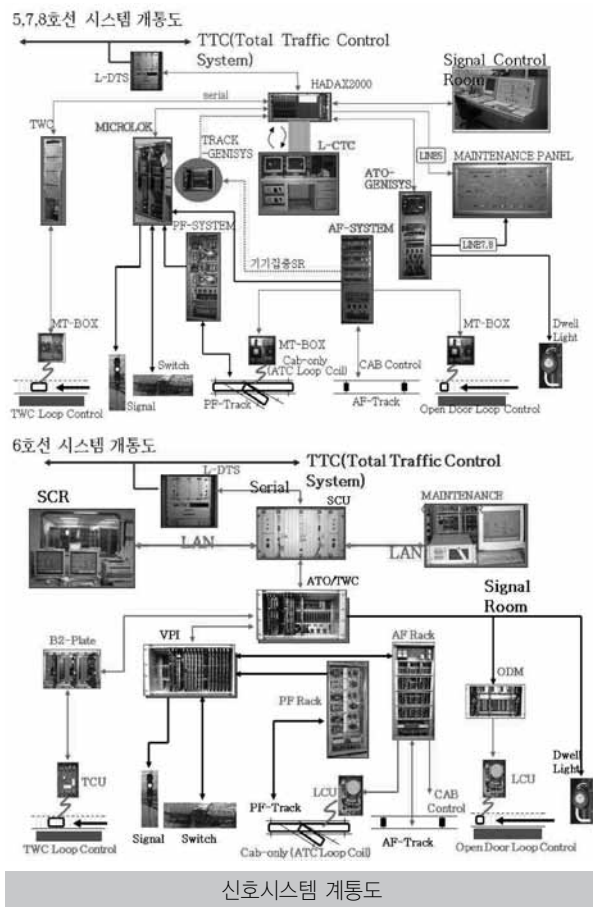 5,7,8호선 시스템 개통도
TTC(Total Traffic Control
System)
L-DTS
Signal Control
Room
HADAX2000
serial
TWC
MICROLOK
TRACK
-GENISYS
L-CTC
LINE5
MAINTENANCE PANEL
ATO-
GENISYS
PF-SYSTEM
AF-SYSTEM
LINE7,8
기기집중SR
MT-BOX
MT-BOX
Cab-only
(ATC Loop Coil)
CAB Control
MT-BOX
Dwell
Light
Switch
Signal
PF-Track
AF-Track
TWC Loop Control
Open Door Loop Control
6호선 시스템 개통도
TTC(Total Traffic Control
System)
L-DTS
Serial
SCU
SCR
MAINTENANCE
LAN
LAN
ATO/TWC
Signal
Room
B2-Plate
VPI
AF Rack
ODM
PF Rack
TCU
LCU
CAB
Control
LCU
Dwell
Light
PF-Track
Signal
Switch
AF-Track
TWC Loop Control
Cab-only (ATC Loop Coil)
Open Door Loop Control
신호시스템 계통도